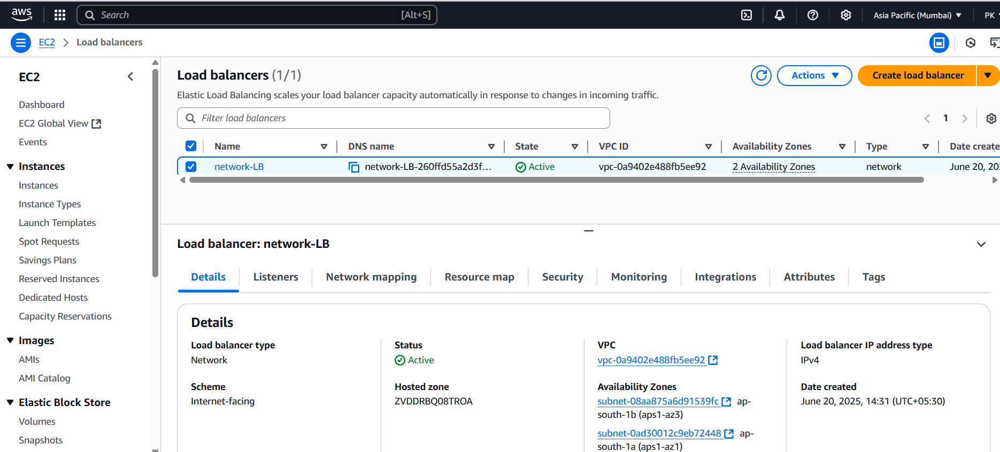 aws
Search [Alt+S]
Asia Pacific (Mumbai)
PK
EC2
Load balancers
EC2
Dashboard
EC2 Global View
Events
Instances
Instances
Instance Types
Launch Templates
Spot Requests
Savings Plans
Reserved Instances
Dedicated Hosts
Capacity Reservations
Images
AMIs
AMI Catalog
Elastic Block Store
Volumes
Snapshots
Load balancers (1/1)
Actions
Create load balancer
Elastic Load Balancing scales your load balancer capacity automatically in response to changes in incoming traffic.
Filter load balancers
1
Name DNS name State VPC ID Availability Zones Type Date create
network-LB network-LB-260ffd55a2d3f... Active vpc-0a9402e488fb5ee92 2 Availability Zones network June 20, 202
Load balancer: network-LB
Details Listeners Network mapping Resource map Security Monitoring Integrations Attributes Tags
Details
Load balancer type
Network
Scheme
Internet-facing
Status
Active
Hosted zone
ZVDDRBQ08TROA
VPC
vpc-0a9402e488fb5ee92
Availability Zones
subnet-08aa875a6d91539fc ap-
south-1b (aps1-az3)
subnet-0ad30012c9eb72448 ap-
south-1a (aps1-az1)
Load balancer IP address type
IPv4
Date created
June 20, 2025, 14:31 (UTC+05:30)